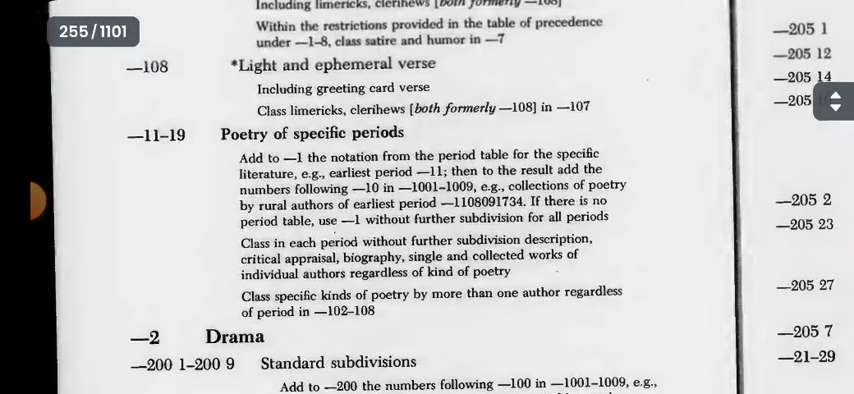 Including limericks, clerihews [both formerly —108]
Within the restrictions provided in the table of precedence
under —1–8, class satire and humor in —7
—108 *Light and ephemeral verse
Including greeting card verse
Class limericks, clerihews [both formerly —108] in —107
—11–19 Poetry of specific periods
Add to —1 the notation from the period table for the specific
literature, e.g., earliest period —11; then to the result add the
numbers following —10 in —1001–1009, e.g., collections of poetry
by rural authors of earliest period —1108091734. If there is no
period table, use —1 without further subdivision for all periods
Class in each period without further subdivision description,
critical appraisal, biography, single and collected works of
individual authors regardless of kind of poetry
Class specific kinds of poetry by more than one author regardless
of period in —102–108
—2 Drama
—200 1–200 9 Standard subdivisions
Add to —200 the numbers following —100 in —1001–1009, e.g.,
255 / 1101
—205 1
—205 12
—205 14
—205
—205 2
—205 23
—205 27
—205 7
—21–29